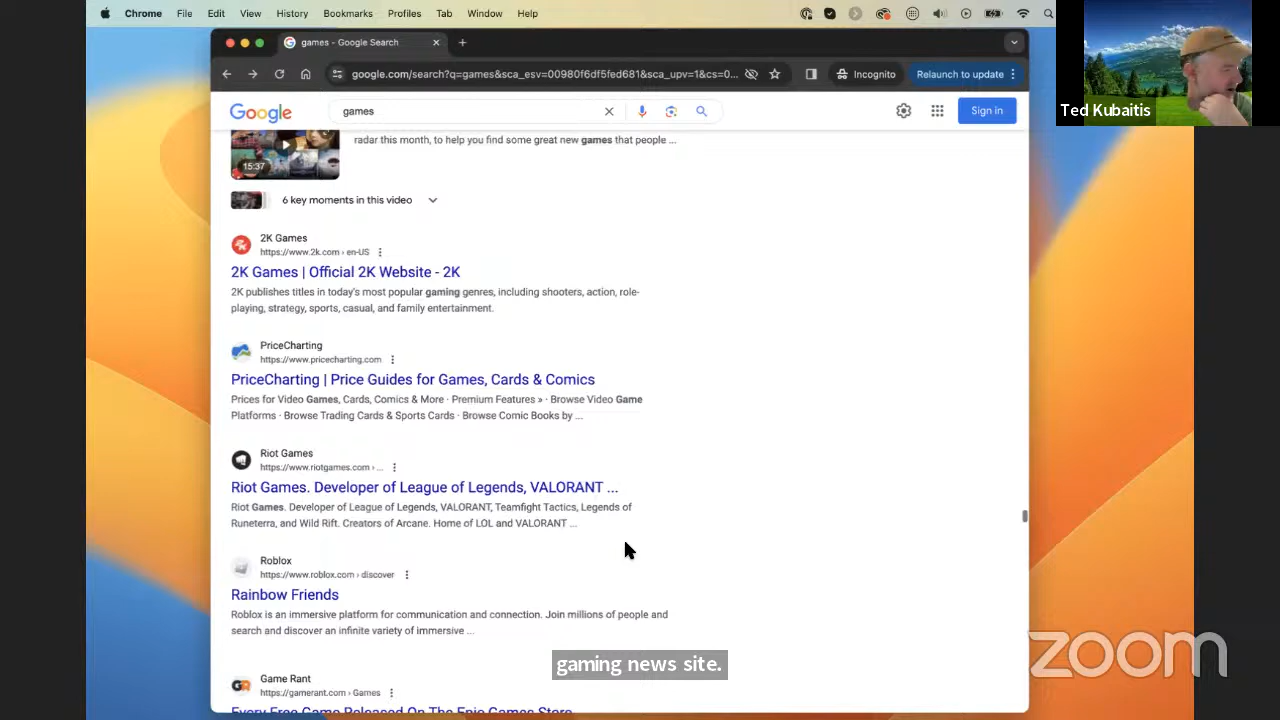 Chrome File Edit View History Bookmarks Profiles Tab Window Help
games - Google Search
google.com/search?q=games&sca_esv=00980f6df5fed681&sca_upv=1&cs=0...
Incognito
Relaunch to update
Ted Kubaitis
Google
games
Sign in
radar this month, to help you find some great new games that people ...
15:37
6 key moments in this video
2K Games
https://www.2k.com › en-US
2K Games | Official 2K Website - 2K
2K publishes titles in today's most popular gaming genres, including shooters, action, role-
playing, strategy, sports, casual, and family entertainment.
PriceCharting
https://www.pricecharting.com
PriceCharting | Price Guides for Games, Cards & Comics
Prices for Video Games, Cards, Comics & More · Premium Features » · Browse Video Game
Platforms · Browse Trading Cards & Sports Cards · Browse Comic Books by ...
Riot Games
https://www.riotgames.com › ...
Riot Games. Developer of League of Legends, VALORANT ...
Riot Games. Developer of League of Legends, VALORANT, Teamfight Tactics, Legends of
Runeterra, and Wild Rift. Creators of Arcane. Home of LOL and VALORANT ...
Roblox
https://www.roblox.com › discover
Rainbow Friends
Roblox is an immersive platform for communication and connection. Join millions of people and
search and discover an infinite variety of immersive ...
gaming news site.
zoom
Game Rant
https://gamerant.com › Games
Every Free Game Released On The Epic Games Store